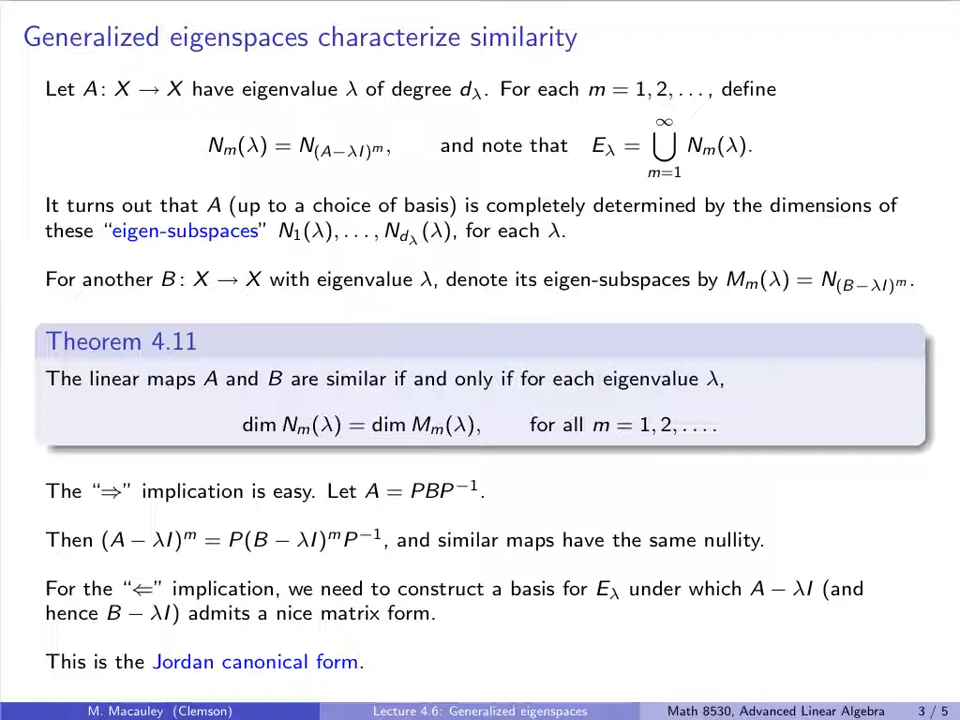 Generalized eigenspaces characterize similarity
Let A: X → X have eigenvalue λ of degree d_λ. For each m = 1, 2, . . . , define
N_m(λ) = N_{(A−λI)^m}, and note that E_λ = ⋃_{m=1}^{∞} N_m(λ).
It turns out that A (up to a choice of basis) is completely determined by the dimensions of
these “eigen-subspaces” N_1(λ), . . . , N_{d_λ}(λ), for each λ.
For another B: X → X with eigenvalue λ, denote its eigen-subspaces by M_m(λ) = N_{(B−λI)^m}.
Theorem 4.11
The linear maps A and B are similar if and only if for each eigenvalue λ,
dim N_m(λ) = dim M_m(λ), for all m = 1, 2, . . . .
The “⇒” implication is easy. Let A = PBP^{−1}.
Then (A − λI)^m = P(B − λI)^m P^{−1}, and similar maps have the same nullity.
For the “⇐” implication, we need to construct a basis for E_λ under which A − λI (and
hence B − λI) admits a nice matrix form.
This is the Jordan canonical form.
M. Macauley (Clemson) Lecture 4.6: Generalized eigenspaces Math 8530, Advanced Linear Algebra 3 / 5